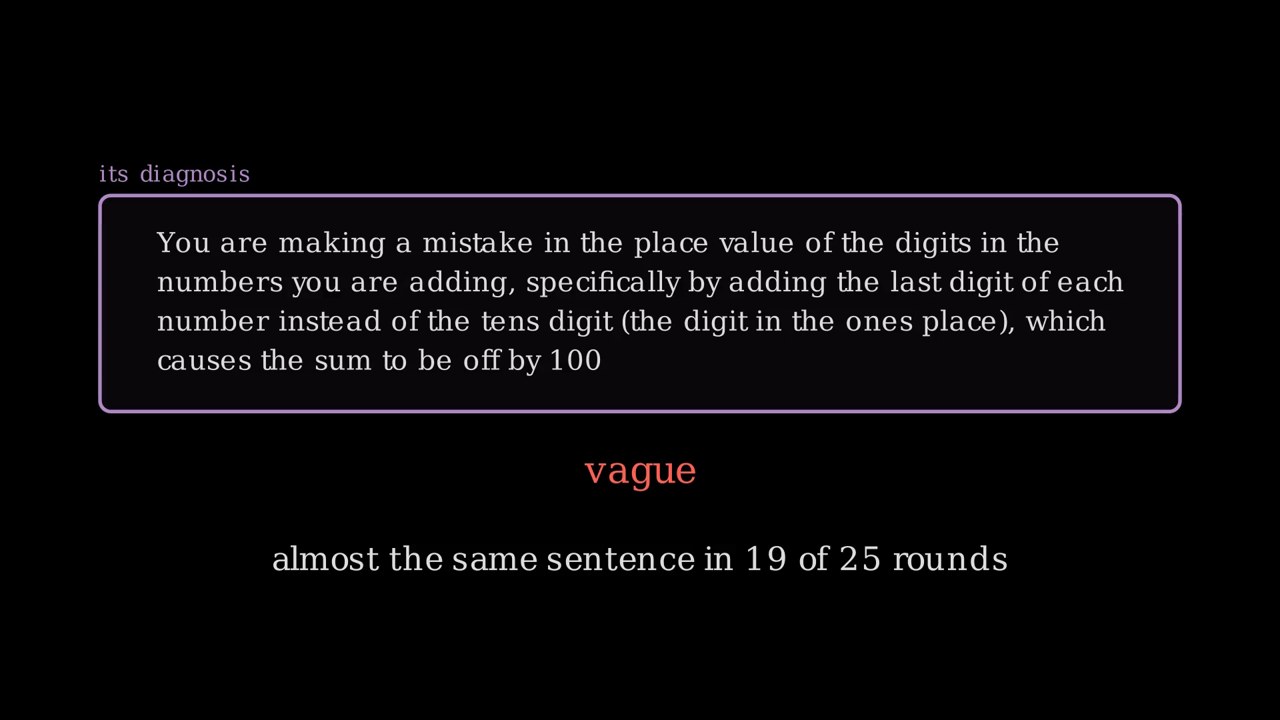 its diagnosis
You are making a mistake in the place value of the digits in the
numbers you are adding, specifically by adding the last digit of each
number instead of the tens digit (the digit in the ones place), which
causes the sum to be off by 100
vague
almost the same sentence in 19 of 25 rounds